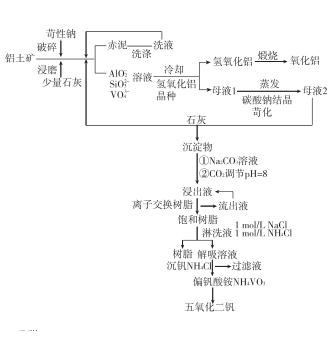 苛性钠
破碎
铝土矿
浸磨
少量石灰
赤泥
洗涤
洗液
AlO₂⁻
SiO₃²⁻
VO₄³⁻
溶液
冷却
氢氧化铝
晶种
氢氧化铝
煅烧
氧化铝
母液1
蒸发
碳酸钠结晶
苛化
母液2
石灰
沉淀物
①Na₂CO₃溶液
②CO₂调节pH=8
浸出液
离子交换树脂
流出液
饱和树脂
淋洗液
1 mol/L NaCl
1 mol/L NH₄Cl
树脂
解吸溶液
沉钒NH₄Cl
过滤液
偏钒酸铵NH₄VO₃
五氧化二钒